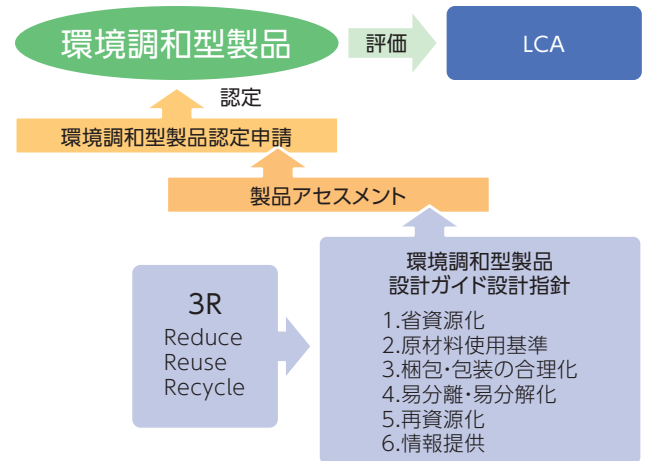 環境調和型製品
評価
LCA
認定
環境調和型製品認定申請
製品アセスメント
3R
Reduce
Reuse
Recycle
環境調和型製品
設計ガイド設計指針
1.省資源化
2.原材料使用基準
3.梱包・包装の合理化
4.易分離・易分解化
5.再資源化
6.情報提供